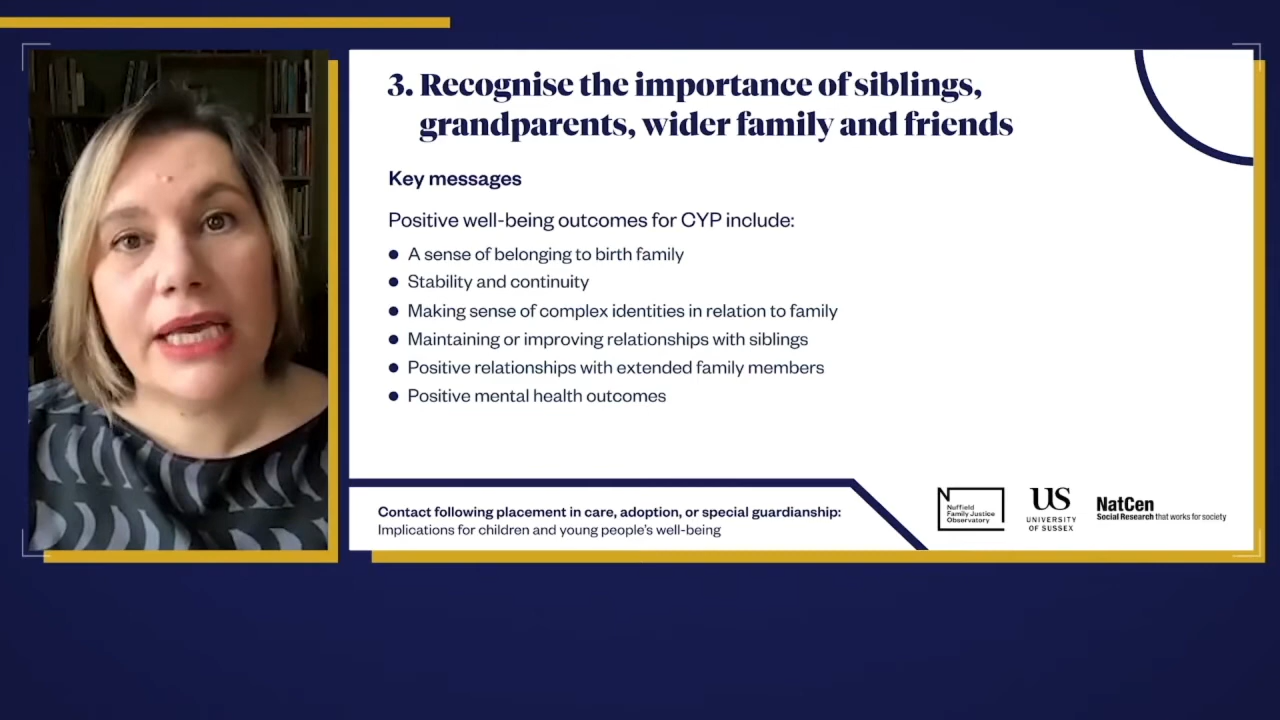 3. Recognise the importance of siblings,
grandparents, wider family and friends
Key messages
Positive well-being outcomes for CYP include:
● A sense of belonging to birth family
● Stability and continuity
● Making sense of complex identities in relation to family
● Maintaining or improving relationships with siblings
● Positive relationships with extended family members
● Positive mental health outcomes
Contact following placement in care, adoption, or special guardianship:
Implications for children and young people's well-being
N
Nuffield
Family Justice
Observatory
US
UNIVERSITY
OF SUSSEX
NatCen
Social Research that works for society